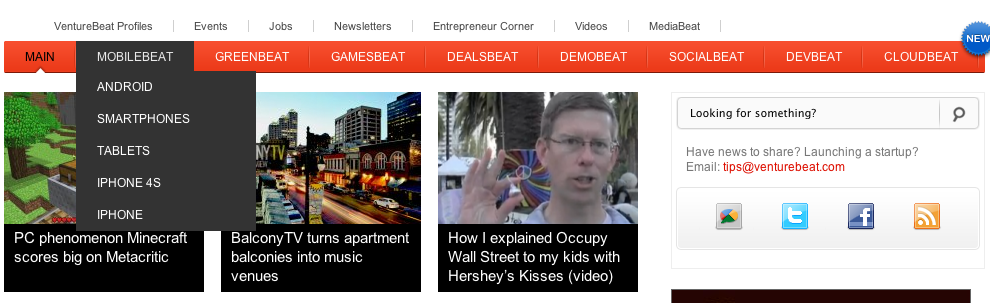 VentureBeat Profiles Events Jobs Newsletters Entrepreneur Corner Videos MediaBeat
NEW
MAIN MOBILEBEAT GREENBEAT GAMESBEAT DEALSBEAT DEMOBEAT SOCIALBEAT DEVBEAT CLOUDBEAT
ANDROID
SMARTPHONES
TABLETS
IPHONE 4S
IPHONE
Looking for something?
Have news to share? Launching a startup?
Email: tips@venturebeat.com
PC phenomenon Minecraft
scores big on Metacritic
BalconyTV turns apartment
balconies into music
venues
How I explained Occupy
Wall Street to my kids with
Hershey's Kisses (video)